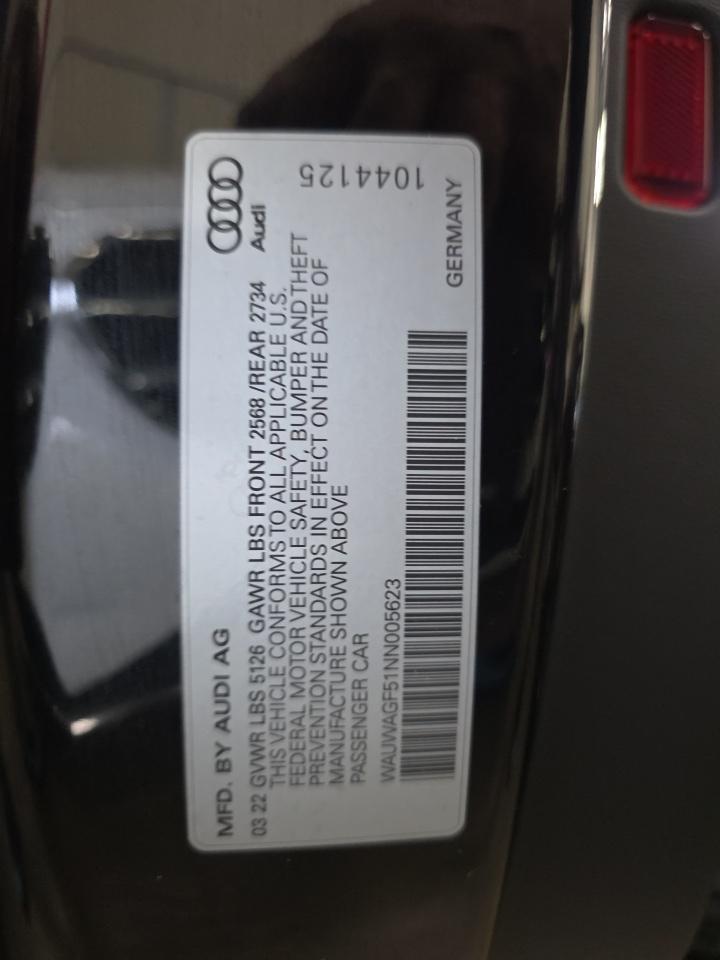 MFD. BY AUDI AG
Audi
03 22 GVWR LBS 5126 GAWR LBS FRONT 2568 /REAR 2734
THIS VEHICLE CONFORMS TO ALL APPLICABLE U.S.
FEDERAL MOTOR VEHICLE SAFETY, BUMPER AND THEFT
PREVENTION STANDARDS IN EFFECT ON THE DATE OF
MANUFACTURE SHOWN ABOVE
PASSENGER CAR
1044125
WAUWAGF51NN005623
GERMANY